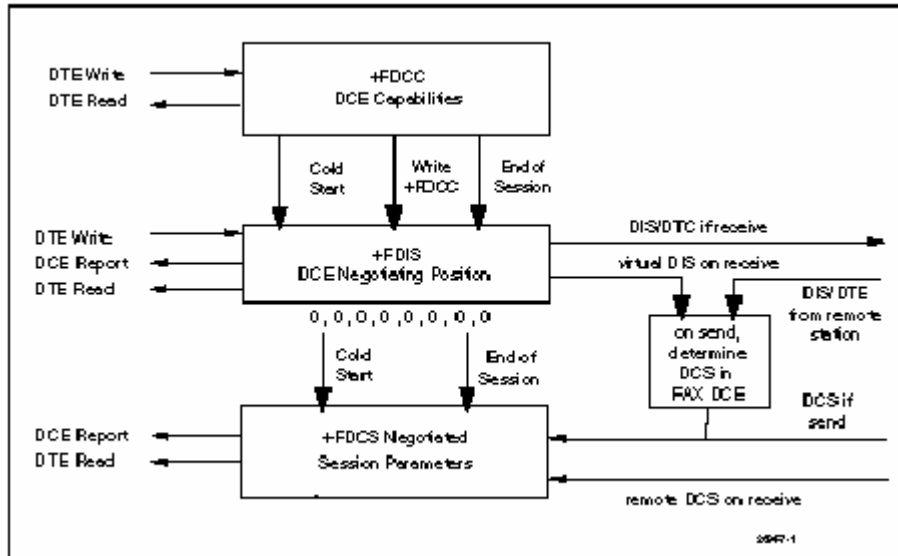 +FDCC
DCE Capabilities
DTE Write
DTE Read
Cold
Start
Write
+FDCC
End of
Session
DTE Write
DCE Report
DTE Read
+FDIS
DCE Negotiating Position
DIS/DTC if receive
virtual DIS on receive
DIS/DTE
from remote
station
0,0,0,0,0,0,0,0
on send,
determine
DCS in
FAX DCE
Cold
Start
End of
Session
DCS if
send
DCE Report
DTE Read
+FDCS Negotiated
Session Parameters
remote DCS on receive